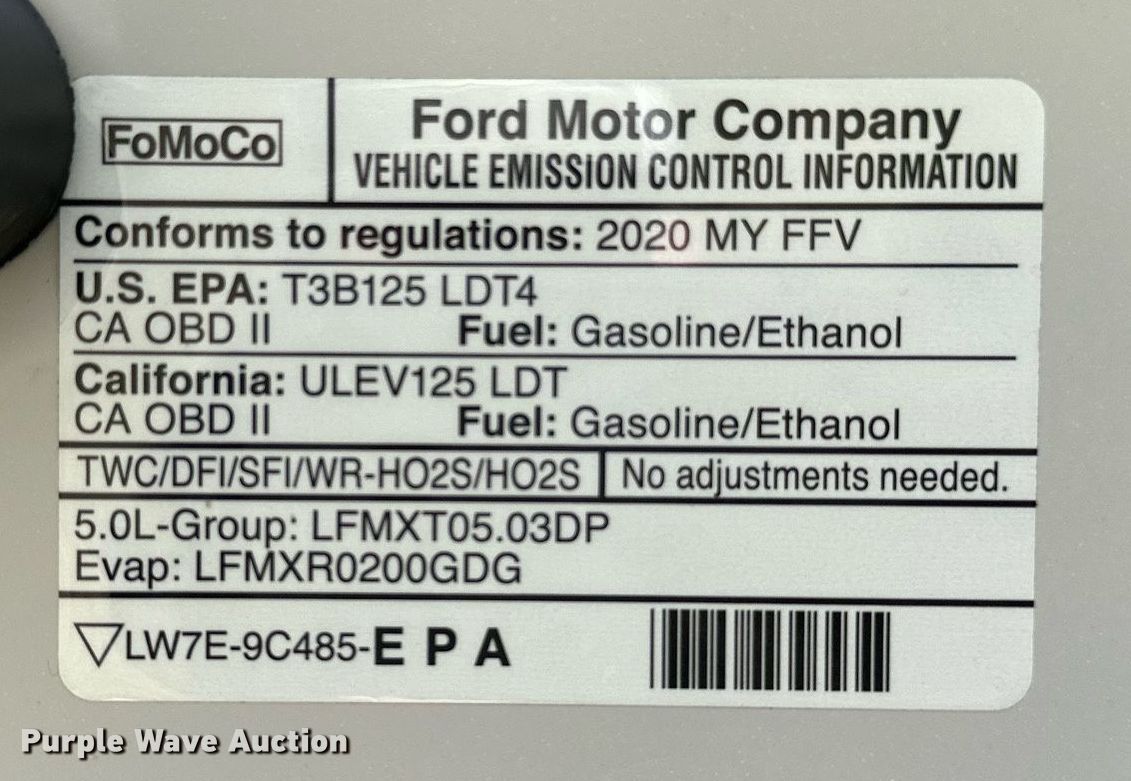 FoMoCo
Ford Motor Company
VEHICLE EMISSION CONTROL INFORMATION
Conforms to regulations: 2020 MY FFV
U.S. EPA: T3B125 LDT4
CA OBD II Fuel: Gasoline/Ethanol
California: ULEV125 LDT
CA OBD II Fuel: Gasoline/Ethanol
TWC/DFI/SFI/WR-HO2S/HO2S No adjustments needed.
5.0L-Group: LFMXT05.03DP
Evap: LFMXR0200GDG
LW7E-9C485-E P A
Purple Wave Auction